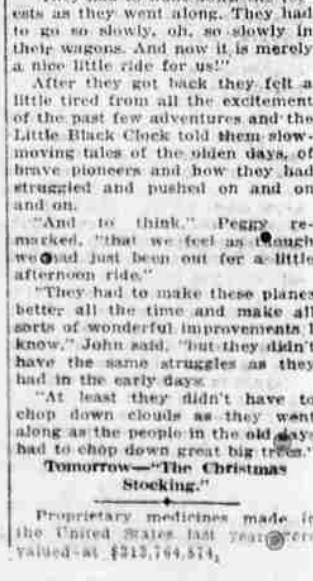 ests as they went along. They had
to go so slowly, oh, so slowly in
their wagons. And now it is merely
a nice little ride for us!"
After they got back they felt a
little tired from all the excitement
of the past few adventures and the
Little Black Clock told them slow-
moving tales of the olden days, of
brave pioneers and how they had
struggled and pushed on and on
and on.
"And to think," Peggy re-
marked, "that we feel as though
we had just been out for a little
afternoon ride."
"They had to make these planes
better all the time and make all
sorts of wonderful improvements I
know," John said, "but they didn't
have the same struggles as they
had in the early days.
"At least they didn't have to
chop down clouds as they went
along as the people in the old days
had to chop down great big trees."
Tomorrow—"The Christmas
Stocking."
Proprietary medicines made in
the United States last year were
valued at $313,764,574.